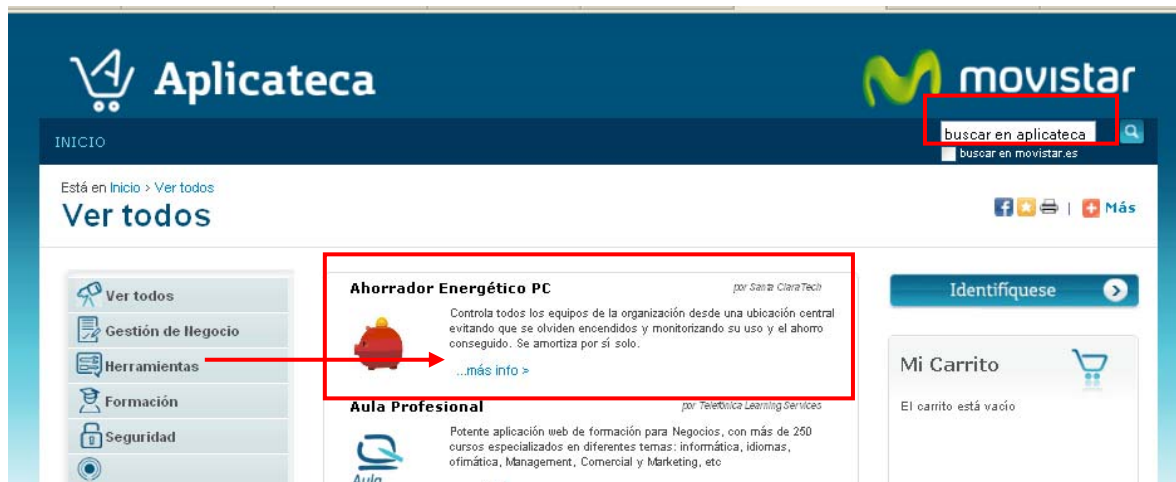 Aplicateca
movistar
INICIO
buscar en aplicateca
buscar en movistar.es
Está en Inicio > Ver todos
Ver todos
| Más
Ver todos
Gestión de Negocio
Herramientas
Formación
Seguridad
Ahorrador Energético PC
por Santa Clara Tech
Controla todos los equipos de la organización desde una ubicación central
evitando que se olviden encendidos y monitorizando su uso y el ahorro
conseguido. Se amortiza por sí solo.
...más info >
Aula Profesional
por Telefónica Learning Services
Potente aplicación web de formación para Negocios, con más de 250
cursos especializados en diferentes temas: informática, idiomas,
ofimática, Management, Comercial y Marketing, etc
Aula
Identifíquese
Mi Carrito
El carrito está vacío